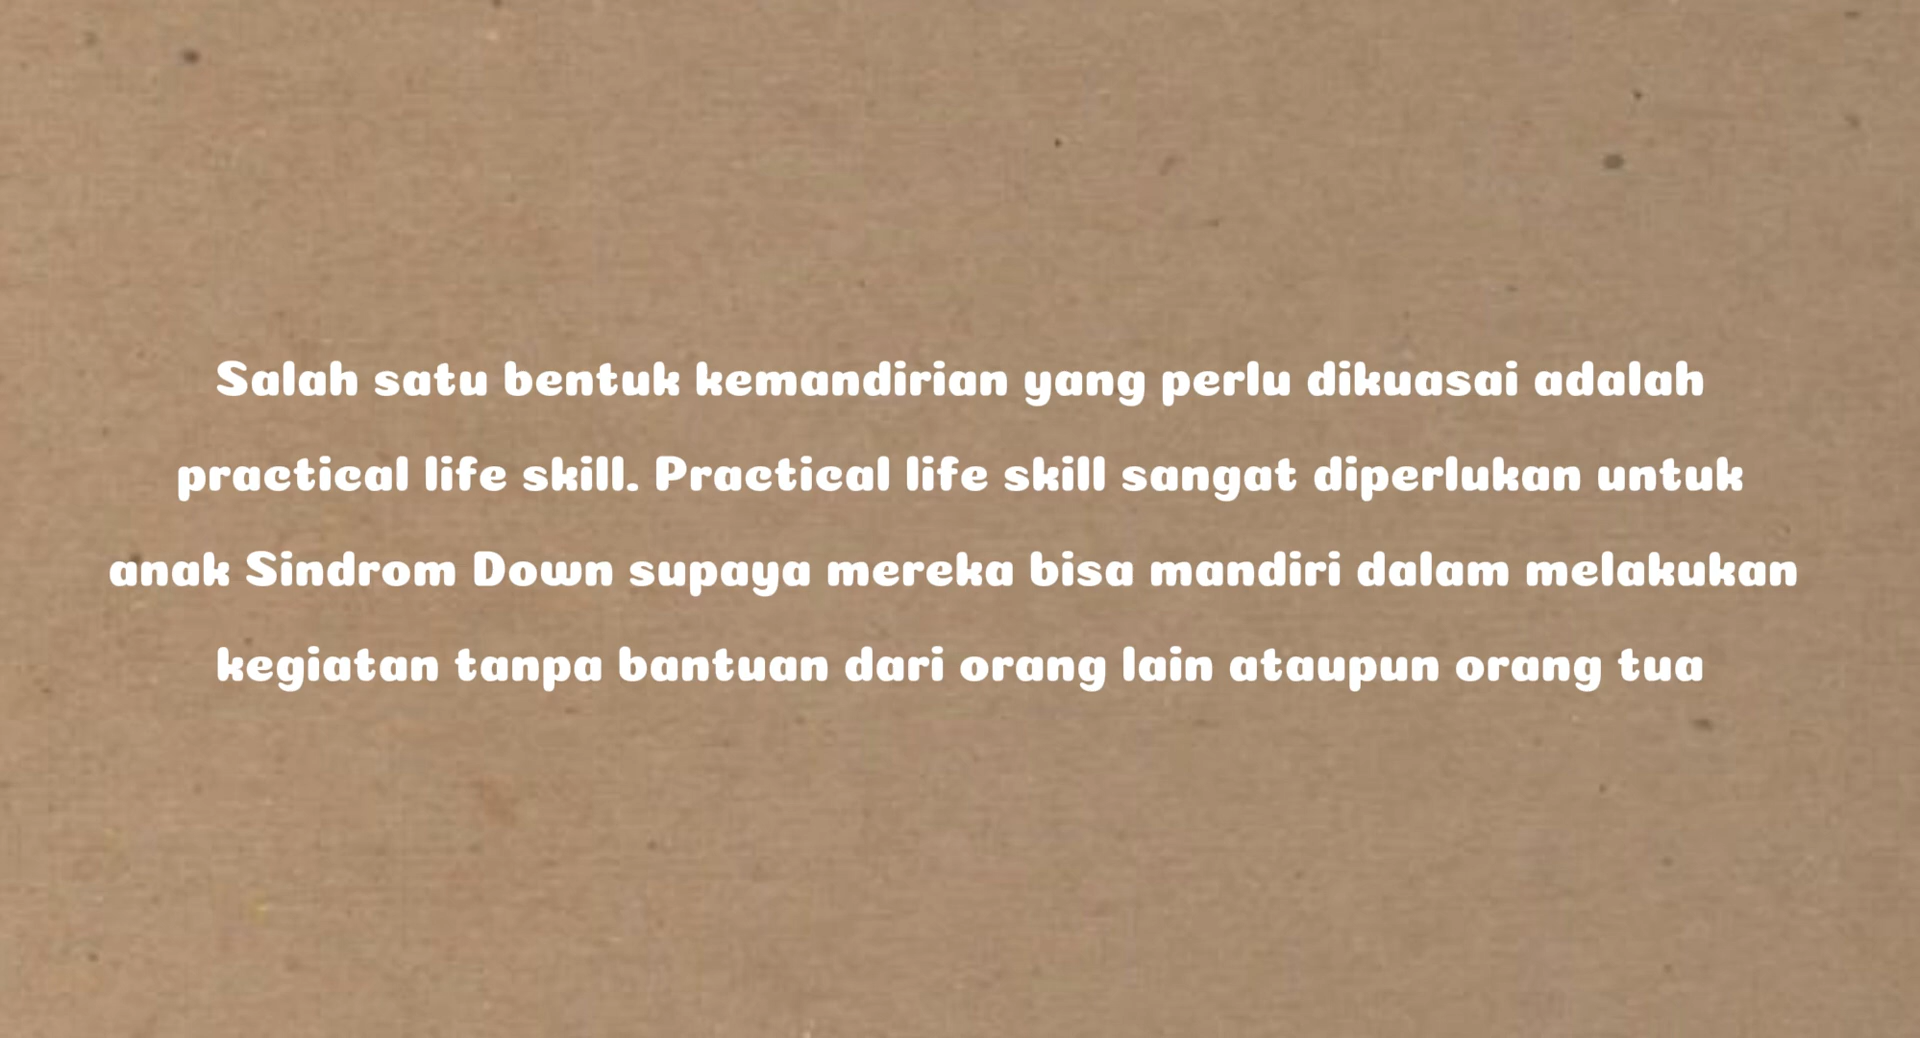 Salah satu bentuk kemandirian yang perlu dikuasai adalah
practical life skill. Practical life skill sangat diperlukan untuk
anak Sindrom Down supaya mereka bisa mandiri dalam melakukan
kegiatan tanpa bantuan dari orang lain ataupun orang tua